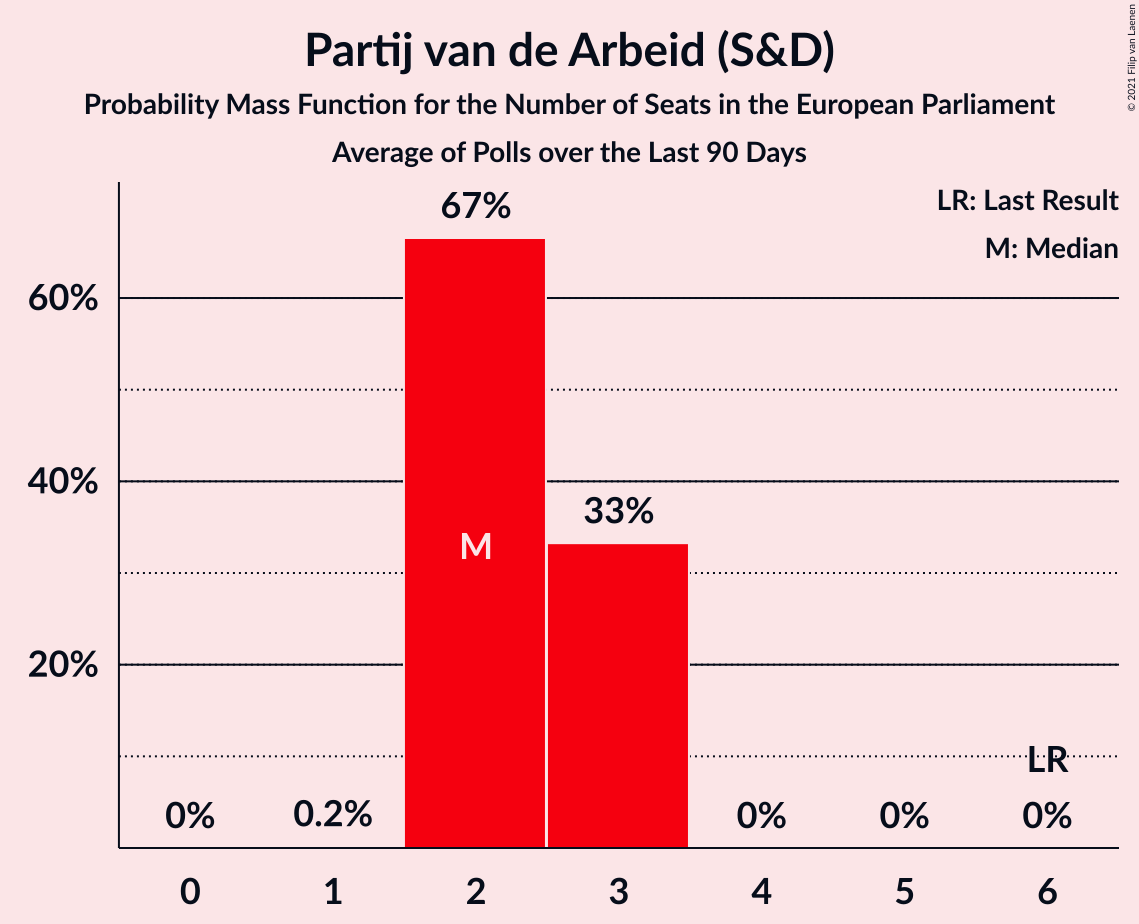 Partij van de Arbeid (S&D)
Probability Mass Function for the Number of Seats in the European Parliament
Average of Polls over the Last 90 Days
© 2021 Filip van Laenen
LR: Last Result
M: Median
67%
60%
40%
33%
M
20%
LR
0% 0.2% 0% 0% 0%
0 1 2 3 4 5 6